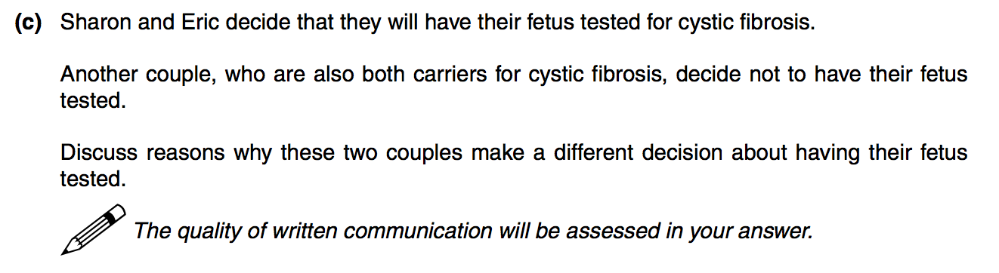 (c) Sharon and Eric decide that they will have their fetus tested for cystic fibrosis.
Another couple, who are also both carriers for cystic fibrosis, decide not to have their fetus
tested.
Discuss reasons why these two couples make a different decision about having their fetus
tested.
The quality of written communication will be assessed in your answer.